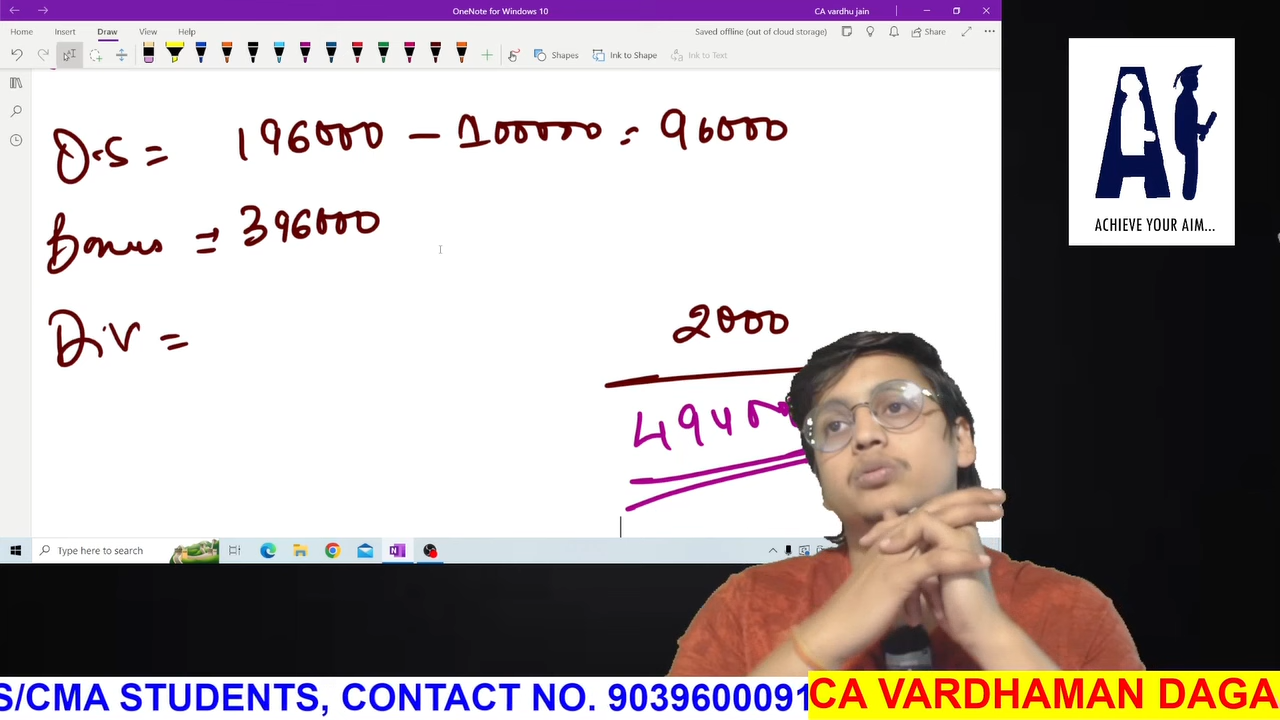 OneNote for Windows 10
CA vardhu jain
Home Insert Draw View Help
Saved offline (out of cloud storage)
Share
Shapes
Ink to Shape
Ink to Text
O.S = 196000 - 100000 = 96000
Bonus = 396000
Div =
2000
4940
Type here to search
ACHIEVE YOUR AIM...
S/CMA STUDENTS, CONTACT NO. 9039600091
CA VARDHAMAN DAGA